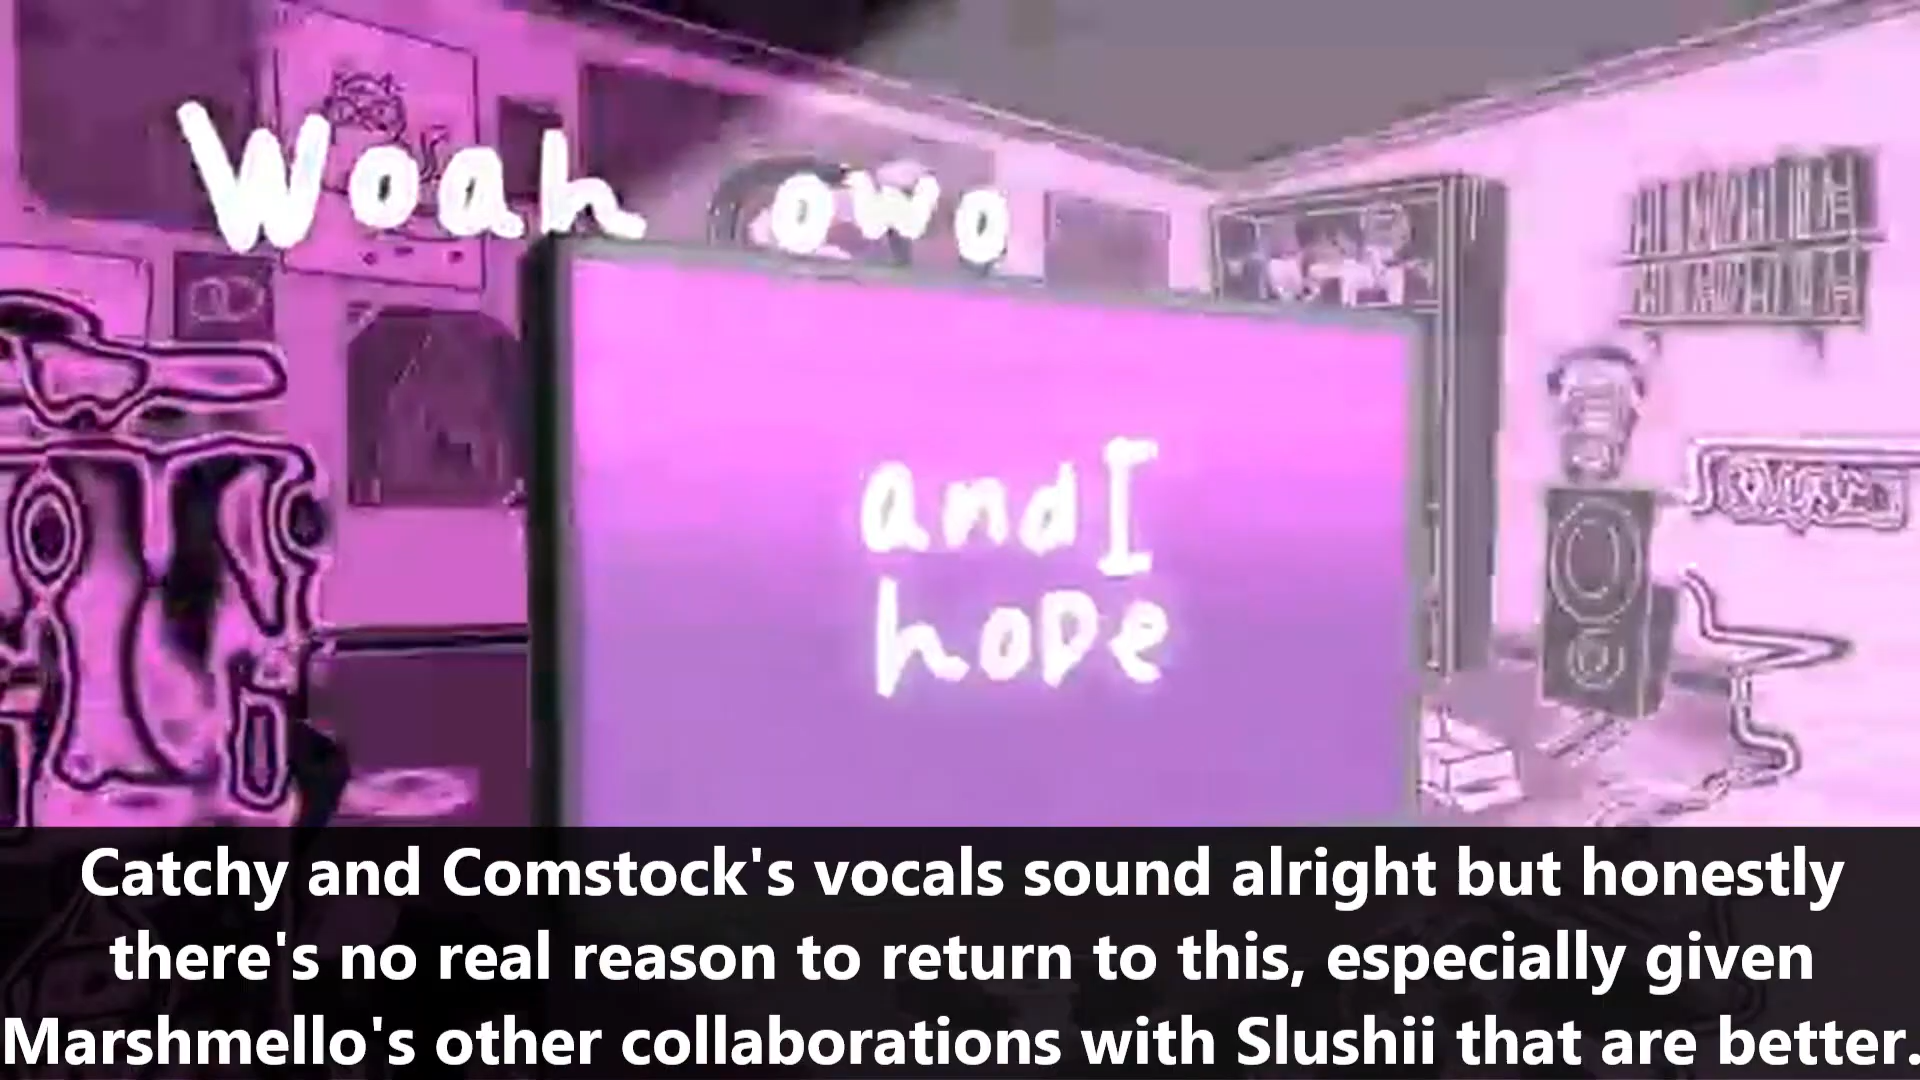 Woah owo
and I
hope
Catchy and Comstock's vocals sound alright but honestly
there's no real reason to return to this, especially given
Marshmello's other collaborations with Slushii that are better.